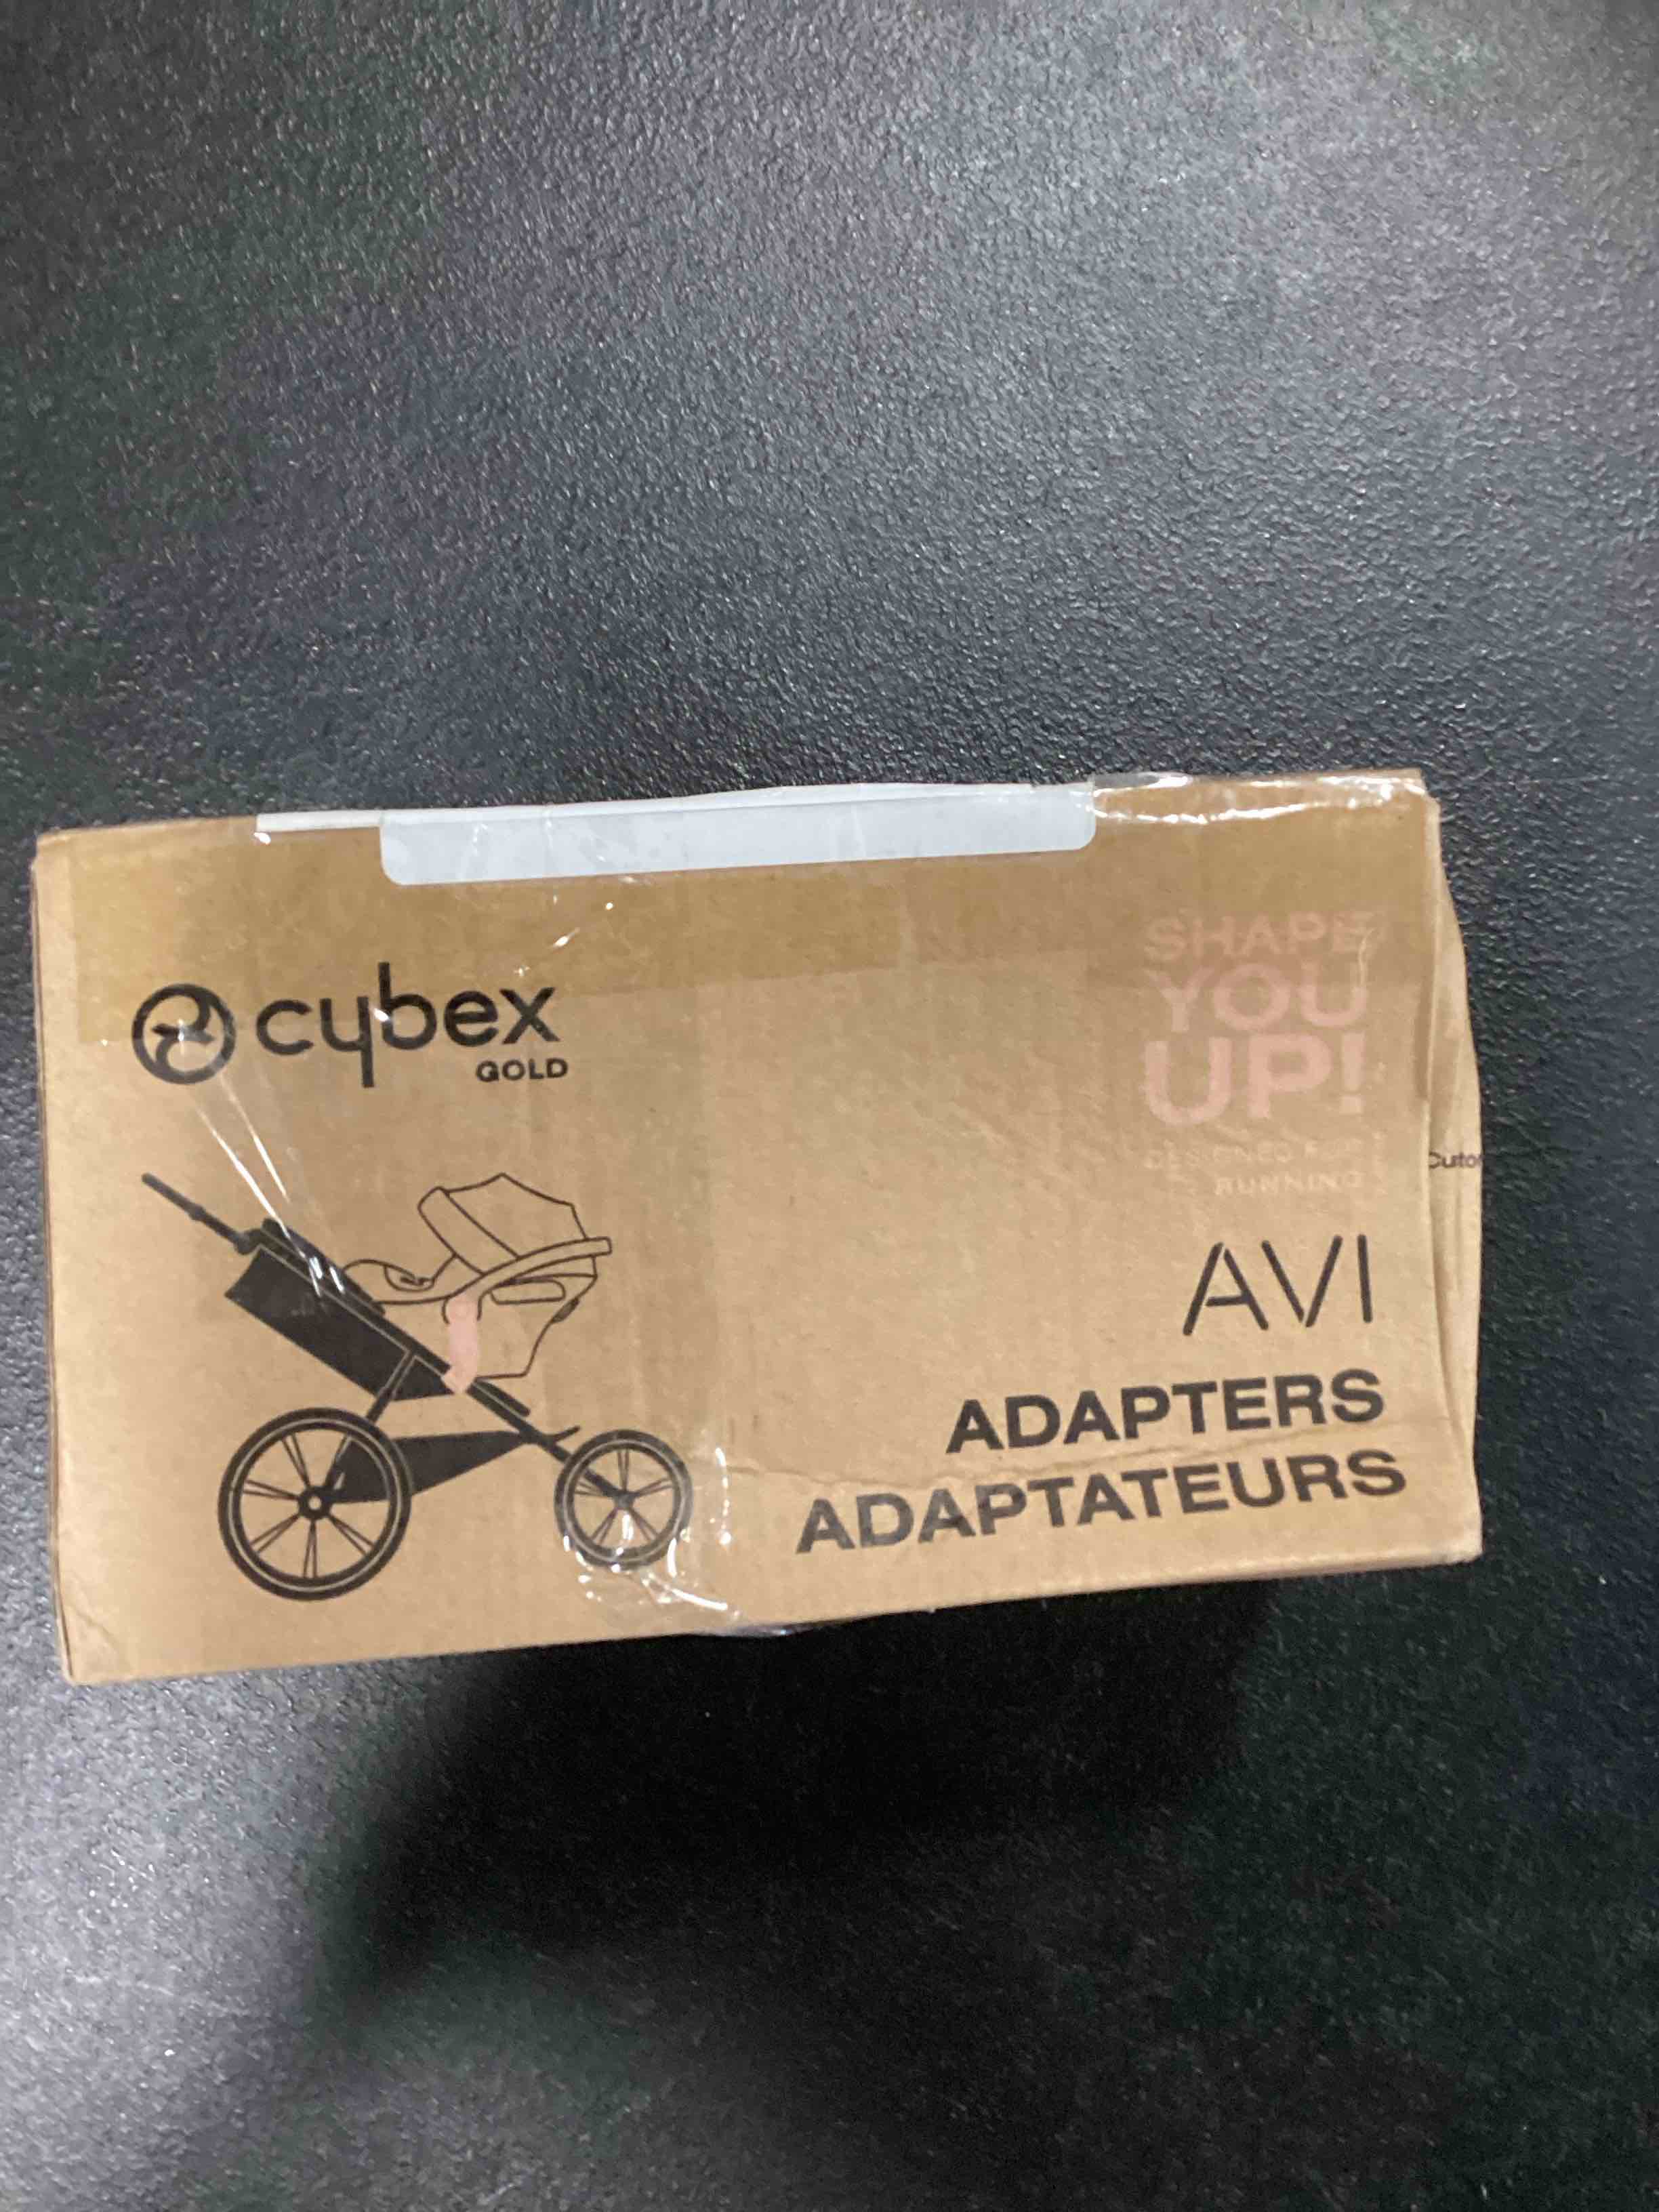 cybex
GOLD
SHAPE
YOU
UP!
DESIGNED FOR
RUNNING
AVI
ADAPTERS
ADAPTATEURS